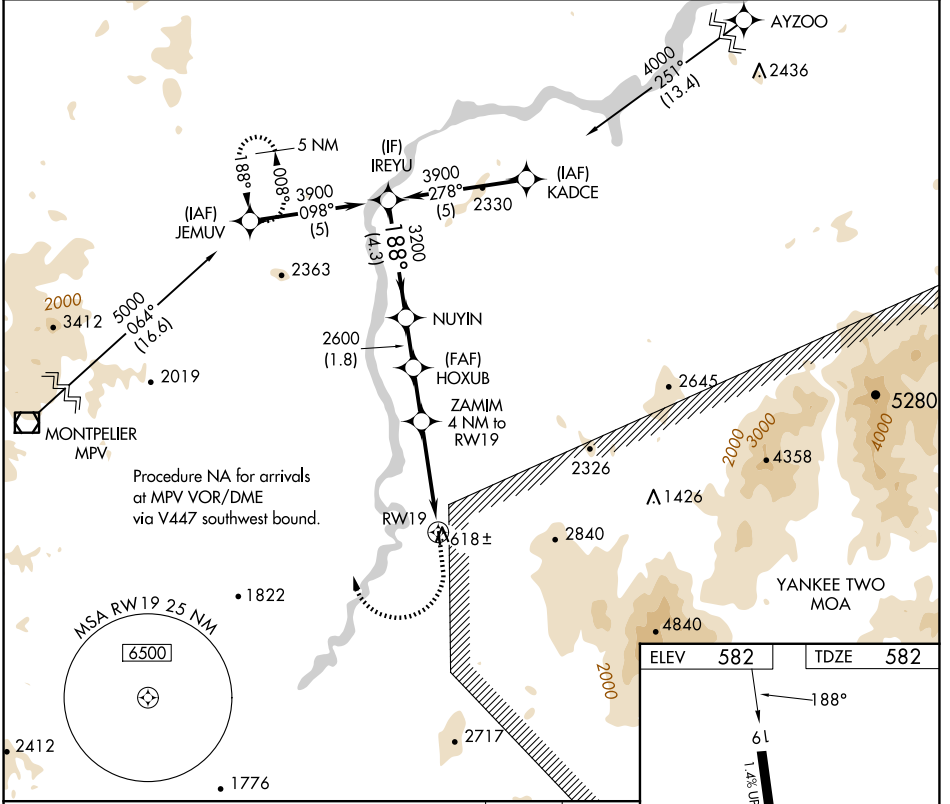 AYZOO
4000
251°
(13.4)
2436
5 NM
188°
008°
(IF)
IREYU
(IAF)
KADCE
3900
278°
(5)
2330
3900
098°
(5)
(IAF)
JEMUV
3200
188°
(4.3)
2363
2000
3412
5000
064°
(16.6)
NUYIN
2600
(1.8)
(FAF)
HOXUB
2019
2645
5280
4000
ZAMIM
4 NM to
RW19
MONTPELIER
MPV
2000
3000
4358
2326
Procedure NA for arrivals
at MPV VOR/DME
via V447 southwest bound.
1426
RW19
618±
2840
YANKEE TWO
MOA
1822
MSA RW19 25 NM
6500
4840
2000
ELEV 582
TDZE 582
188°
19
2412
2717
1776